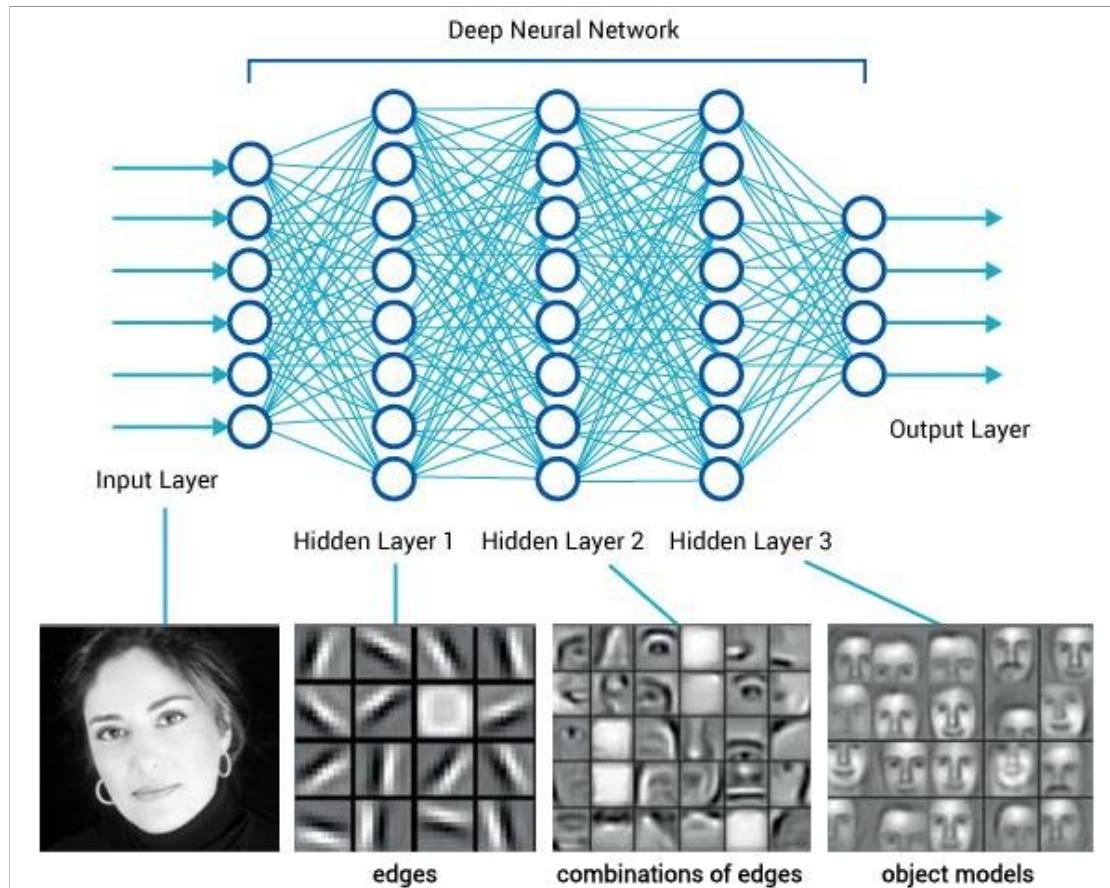 Deep Neural Network
Output Layer
Input Layer
Hidden Layer 1 Hidden Layer 2 Hidden Layer 3
edges combinations of edges object models